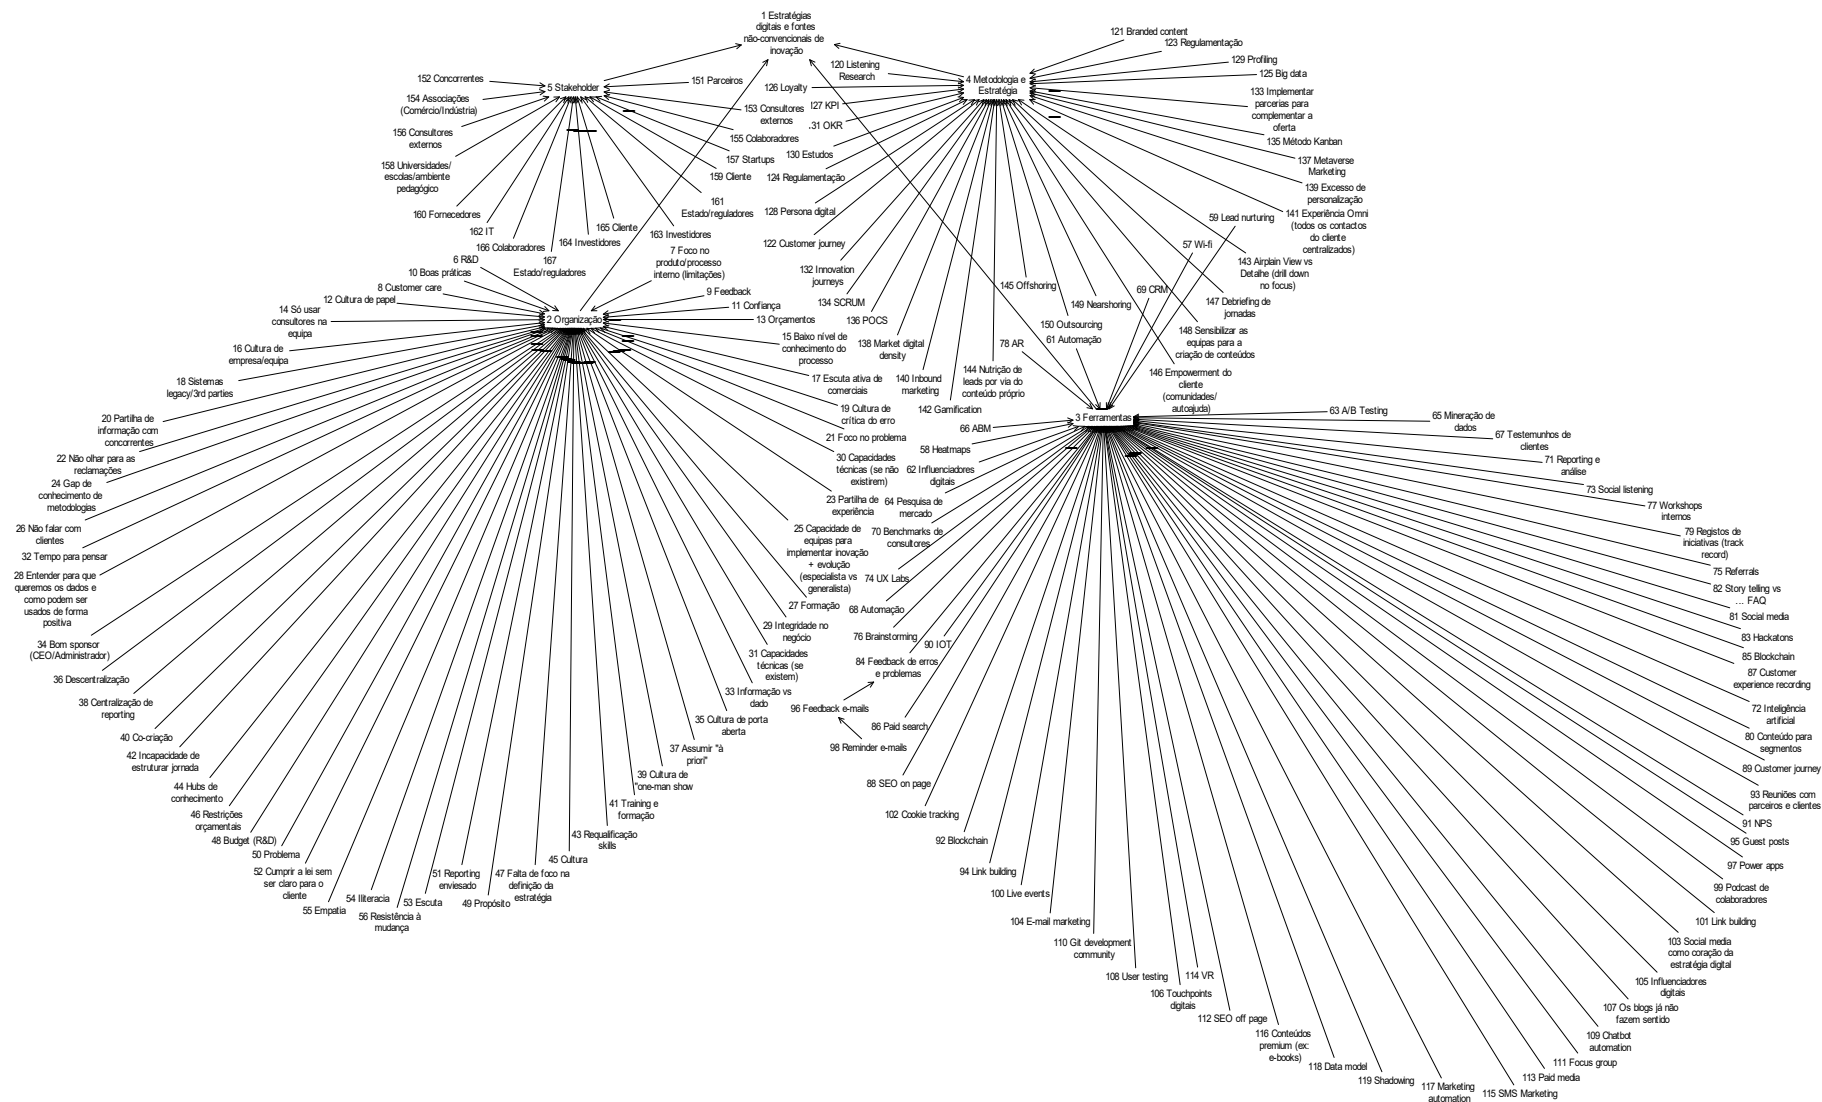 1 Estratégias
digitais e fontes
não-convencionais de
inovação
5 Stakeholder
152 Concorrentes
154 Associações
(Comércio/Indústria)
156 Consultores
externos
158 Universidades/
escolas/ambiente
pedagógico
160 Fornecedores
162 IT
166 Colaboradores
167
Estado/reguladores
164 Investidores
165 Cliente
163 Investidores
161
Estado/reguladores
159 Cliente
157 Startups
155 Colaboradores
153 Consultores
externos
151 Parceiros
4 Metodologia e
Estratégia
120 Listening
Research
126 Loyalty
127 KPI
131 OKR
130 Estudos
124 Regulamentação
128 Persona digital
122 Customer journey
132 Innovation
journeys
134 SCRUM
136 POCS
138 Market digital
density
140 Inbound
marketing
142 Gamification
144 Nutrição de
leads por via do
conteúdo próprio
145 Offshoring
150 Outsourcing
149 Nearshoring
146 Empowerment do
cliente
(comunidades/
autoajuda)
148 Sensibilizar as
equipas para a
criação de conteúdos
147 Debriefing de
jornadas
143 Airplain View vs
Detalhe (drill down
no focus)
141 Experiência Omni
(todos os contactos
do cliente
centralizados)
139 Excesso de
personalização
137 Metaverse
Marketing
135 Método Kanban
133 Implementar
parcerias para
complementar a
oferta
125 Big data
129 Profiling
123 Regulamentação
121 Branded content
2 Organização
6 R&D
10 Boas práticas
8 Customer care
12 Cultura de papel
14 Só usar
consultores na
equipa
16 Cultura de
empresa/equipa
18 Sistemas
legacy/3rd parties
20 Partilha de
informação com
concorrentes
22 Não olhar para as
reclamações
24 Gap de
conhecimento de
metodologias
26 Não falar com
clientes
32 Tempo para pensar
28 Entender para que
queremos os dados e
como podem ser
usados de forma
positiva
34 Bom sponsor
(CEO/Administrador)
36 Descentralização
38 Centralização de
reporting
40 Co-criação
42 Incapacidade de
estruturar jornada
44 Hubs de
conhecimento
46 Restrições
orçamentais
48 Budget (R&D)
50 Problema
52 Cumprir a lei sem
ser claro para o
cliente
55 Empatia
54 Iliteracia
56 Resistência à
mudança
53 Escuta
51 Reporting
enviesado
49 Propósito
47 Falta de foco na
definição da
estratégia
45 Cultura
43 Requalificação
skills
41 Training e
formação
39 Cultura de
"one-man show
37 Assumir "à
priori"
35 Cultura de porta
aberta
33 Informação vs
dado
31 Capacidades
técnicas (se
existem)
29 Integridade no
negócio
27 Formação
25 Capacidade de
equipas para
implementar inovação
+ evolução
(especialista vs
generalista)
23 Partilha de
experiência
30 Capacidades
técnicas (se não
existirem)
21 Foco no problema
19 Cultura de
crítica do erro
17 Escuta ativa de
comerciais
15 Baixo nível de
conhecimento do
processo
13 Orçamentos
11 Confiança
9 Feedback
7 Foco no
produto/processo
interno (limitações)
3 Ferramentas
59 Lead nurturing
57 Wi-fi
69 CRM
61 Automação
78 AR
66 ABM
58 Heatmaps
62 Influenciadores
digitais
64 Pesquisa de
mercado
70 Benchmarks de
consultores
74 UX Labs
68 Automação
76 Brainstorming
90 IOT
84 Feedback de erros
e problemas
96 Feedback e-mails
98 Reminder e-mails
86 Paid search
88 SEO on page
102 Cookie tracking
92 Blockchain
94 Link building
100 Live events
104 E-mail marketing
110 Git development
community
108 User testing
114 VR
106 Touchpoints
digitais
112 SEO off page
116 Conteúdos
premium (ex:
e-books)
118 Data model
119 Shadowing
117 Marketing
automation
115 SMS Marketing
113 Paid media
111 Focus group
109 Chatbot
automation
107 Os blogs já não
fazem sentido
105 Influenciadores
digitais
103 Social media
como coração da
estratégia digital
101 Link building
99 Podcast de
colaboradores
97 Power apps
95 Guest posts
91 NPS
93 Reuniões com
parceiros e clientes
89 Customer journey
80 Conteúdo para
segmentos
72 Inteligência
artificial
87 Customer
experience recording
85 Blockchain
83 Hackatons
81 Social media
82 Story telling vs
... FAQ
75 Referrals
79 Registos de
iniciativas (track
record)
77 Workshops
internos
73 Social listening
71 Reporting e
análise
67 Testemunhos de
clientes
65 Mineração de
dados
63 A/B Testing